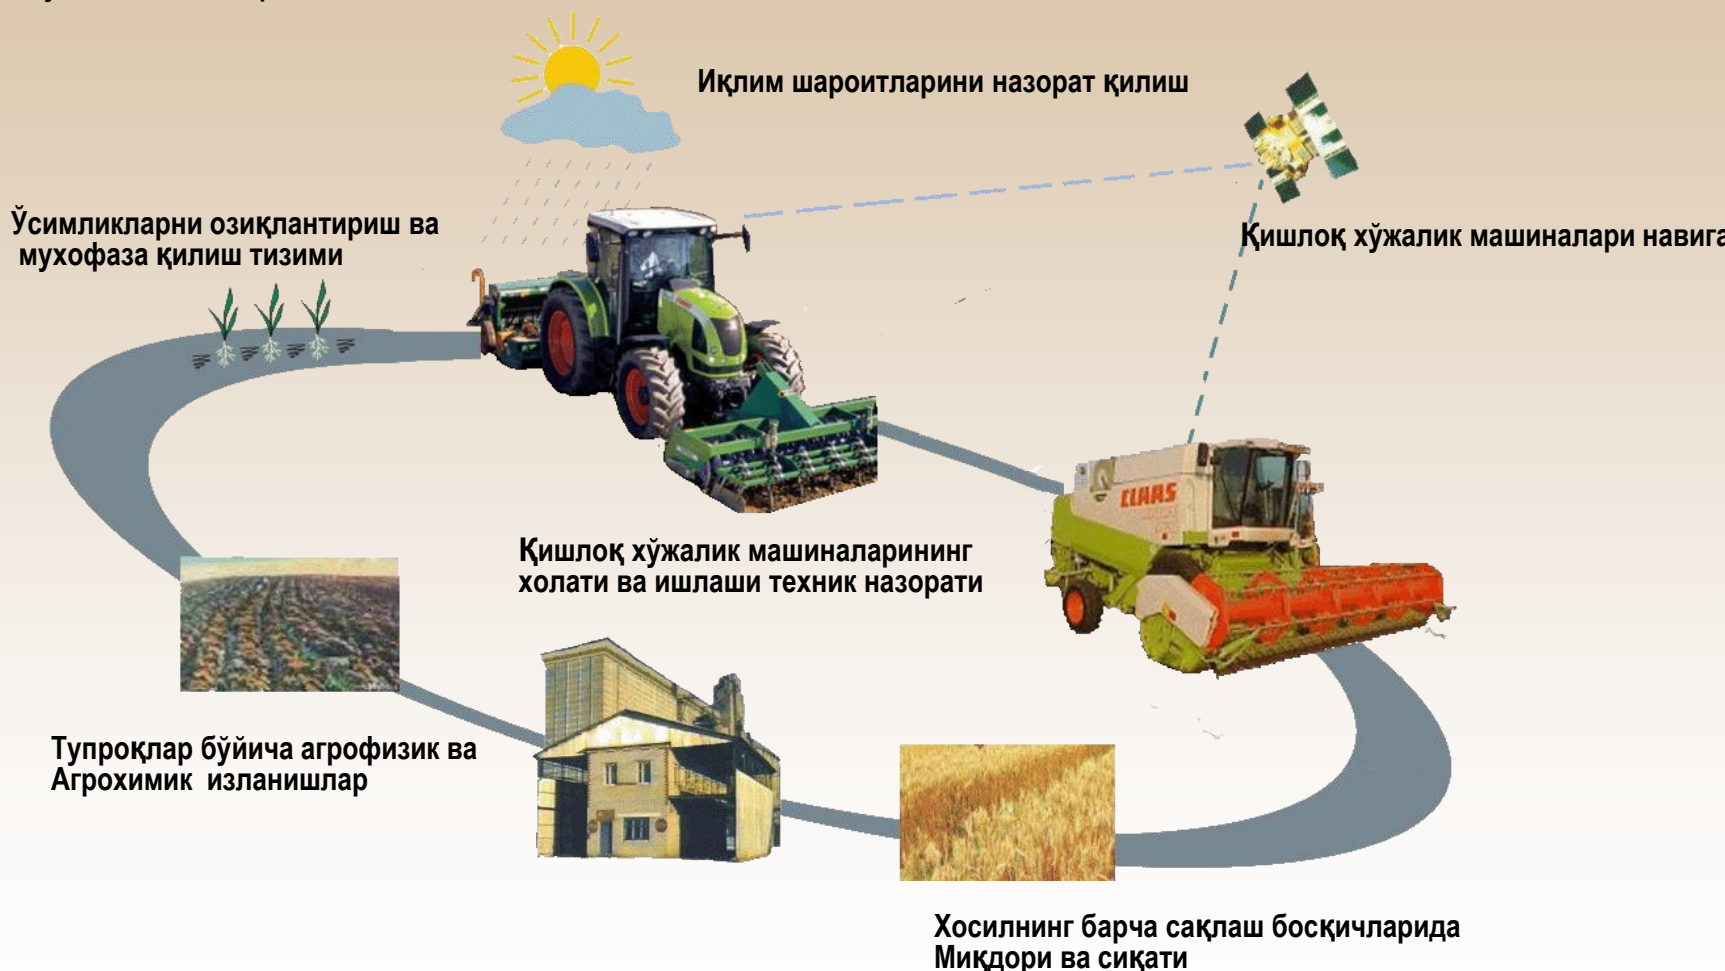 Иқлим шароитларини назорат қилиш
Ўсимликларни озиқлантириш ва
мухофаза қилиш тизими
Қишлоқ хўжалик машиналари
CLAAS
Қишлоқ хўжалик машиналарининг
холати ва ишлаши техник назорати
Тупроқлар бўйича агрофизик ва
Агрохимик изланишлар
Хосилнинг барча сақлаш босқичларида
Миқдори ва сиқати